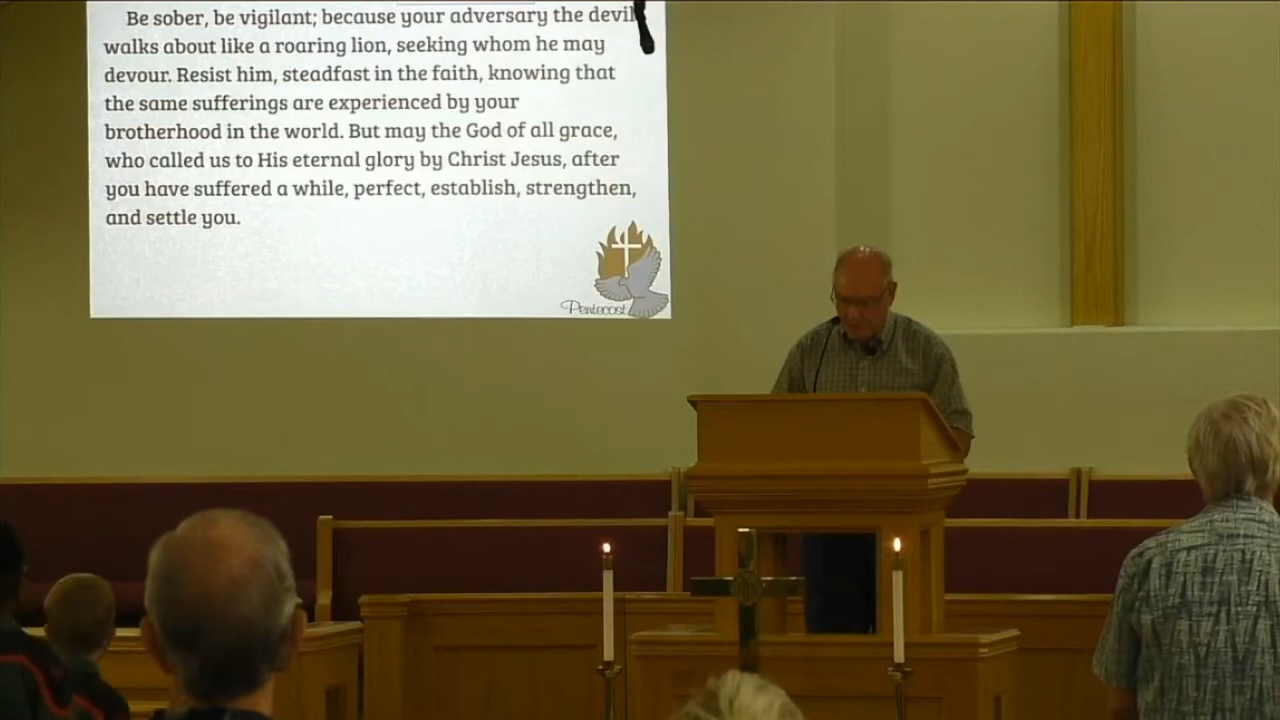 Be sober, be vigilant; because your adversary the devil
walks about like a roaring lion, seeking whom he may
devour. Resist him, steadfast in the faith, knowing that
the same sufferings are experienced by your
brotherhood in the world. But may the God of all grace,
who called us to His eternal glory by Christ Jesus, after
you have suffered a while, perfect, establish, strengthen,
and settle you.
Pentecost